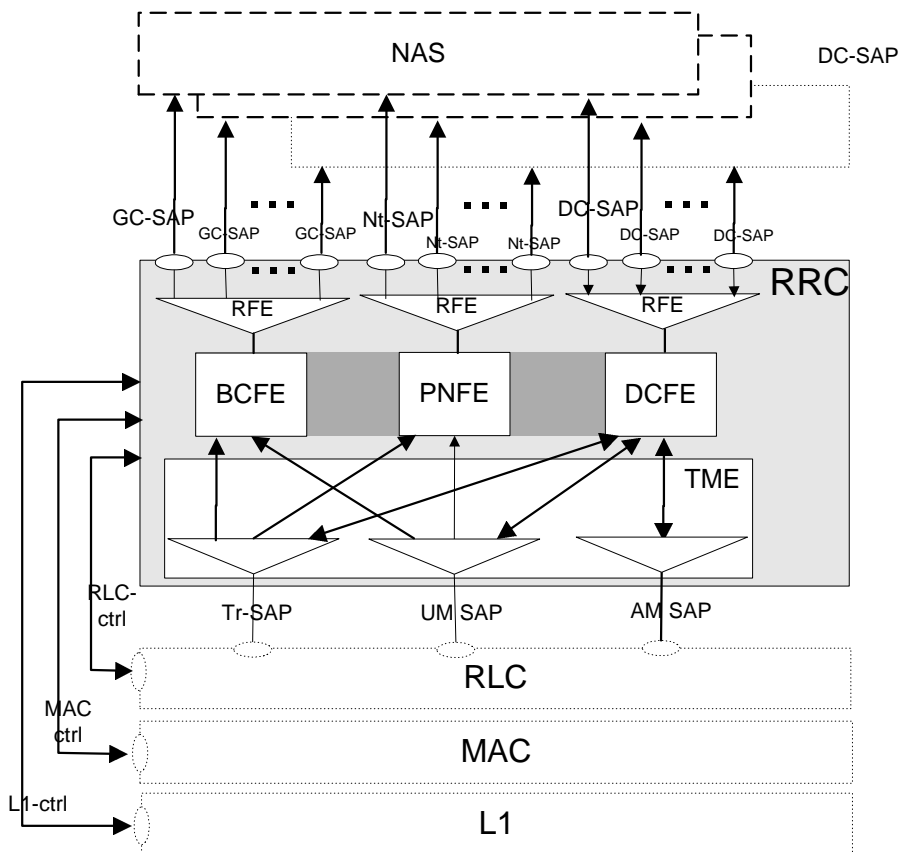 NAS
DC-SAP
GC-SAP
Nt-SAP
DC-SAP
GC-SAP
GC-SAP
Nt-SAP
Nt-SAP
DC-SAP
DC-SAP
RRC
RFE
RFE
RFE
BCFE
PNFE
DCFE
TME
RLC-
ctrl
Tr-SAP
UM SAP
AM SAP
RLC
MAC
ctrl
MAC
L1-ctrl
L1